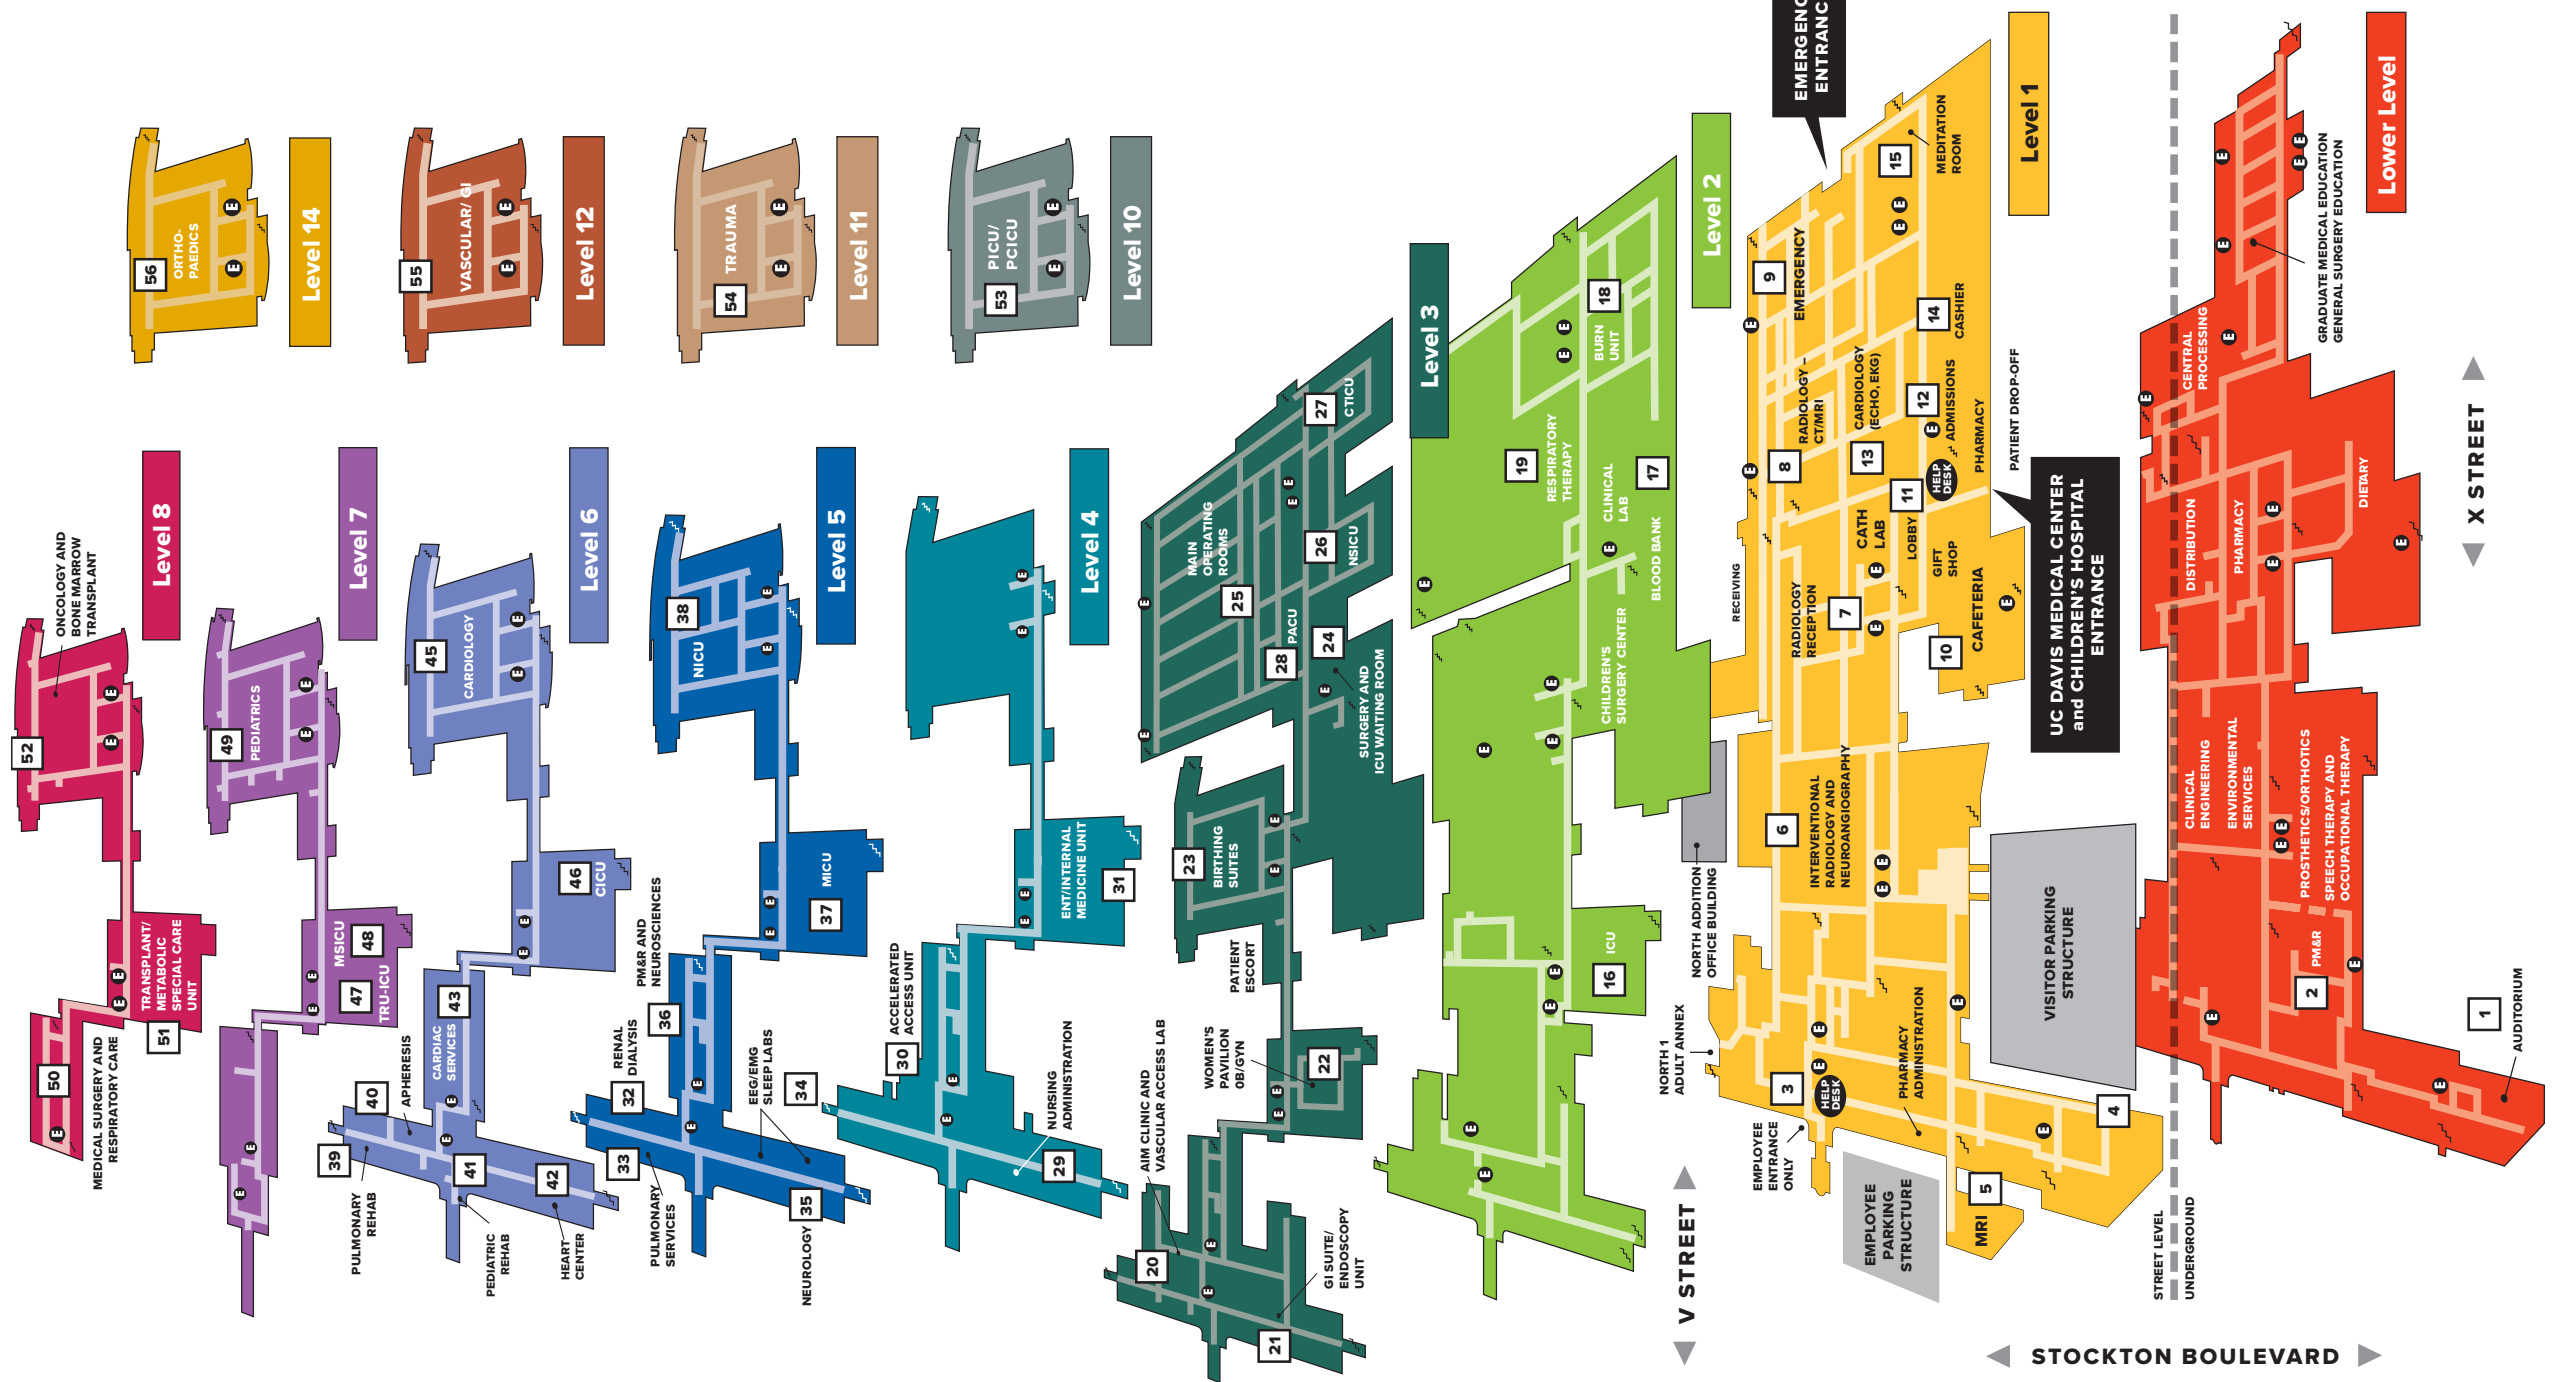 56
ORTHO-
PAEDICS
Level 14
55
VASCULAR/ GI
Level 12
54
TRAUMA
Level 11
53
PICU/
PCICU
Level 10
52
ONCOLOGY AND
BONE MARROW
TRANSPLANT
E
E
E
E
TRANSPLANT/
METABOLIC
SPECIAL CARE
UNIT
51
50
E
MEDICAL SURGERY AND
RESPIRATORY CARE
Level 8
49
PEDIATRICS
E
E
E
E
MSICU
48
47
TRU-ICU
E
E
Level 7
45
CARDIOLOGY
E
E
46
CICU
E
E
43
CARDIAC
SERVICES
E
E
40
APHERESIS
39
PULMONARY
REHAB
41
PEDIATRIC
REHAB
42
HEART
CENTER
Level 6
38
NICU
E
E
MICU
37
E
E
PM&R AND
NEUROSCIENCES
36
RENAL
DIALYSIS
32
E
E
33
PULMONARY
SERVICES
EEG/EMG
SLEEP LABS
34
35
NEUROLOGY
Level 5
E
E
ENT/INTERNAL
MEDICINE UNIT
31
E
E
ACCELERATED
ACCESS UNIT
30
E
E
NURSING
ADMINISTRATION
29
Level 4
27
CTICU
MAIN
OPERATING
ROOMS
25
26
NSICU
PACU
28
24
SURGERY AND
ICU WAITING ROOM
E
E
E
E
E
23
BIRTHING
SUITES
E
E
PATIENT
ESCORT
WOMEN'S
PAVILION
OB/GYN
22
E
E
AIM CLINIC AND
VASCULAR ACCESS LAB
20
E
E
GI SUITE/
ENDOSCOPY
UNIT
21
Level 3
18
BURN
UNIT
E
E
19
RESPIRATORY
THERAPY
CLINICAL
LAB
17
BLOOD BANK
E
E
CHILDREN'S
SURGERY CENTER
E
E
E
ICU
16
E
E
E
E
Level 2
V STREET
EMERGENC
ENTRANC
MEDITATION
ROOM
15
E
E
9
EMERGENCY
E
14
CASHIER
RADIOLOGY –
CT/MRI
8
E
CARDIOLOGY
(ECHO, EKG)
13
12
ADMISSIONS
E
HELP
DESK
11
LOBBY
PHARMACY
PATIENT DROP-OFF
CATH
LAB
GIFT
SHOP
CAFETERIA
10
E
RADIOLOGY
RECEPTION
7
E
E
RECEIVING
UC DAVIS MEDICAL CENTER
and CHILDREN'S HOSPITAL
ENTRANCE
6
INTERVENTIONAL
RADIOLOGY AND
NEUROANGIOGRAPHY
E
E
NORTH ADDITION
OFFICE BUILDING
NORTH 1
ADULT ANNEX
VISITOR PARKING
STRUCTURE
E
E
E
3
HELP
DESK
PHARMACY
ADMINISTRATION
4
E
EMPLOYEE
ENTRANCE
ONLY
EMPLOYEE
PARKING
STRUCTURE
5
MRI
Level 1
STREET LEVEL
UNDERGROUND
Lower Level
GRADUATE MEDICAL EDUCATION
GENERAL SURGERY EDUCATION
E
E
E
E
E
E
CENTRAL
PROCESSING
DISTRIBUTION
PHARMACY
DIETARY
E
E
E
CLINICAL
ENGINEERING
ENVIRONMENTAL
SERVICES
PROSTHETICS/ORTHOTICS
SPEECH THERAPY AND
OCCUPATIONAL THERAPY
E
E
PM&R
2
E
E
E
1
AUDITORIUM
X STREET
STOCKTON BOULEVARD